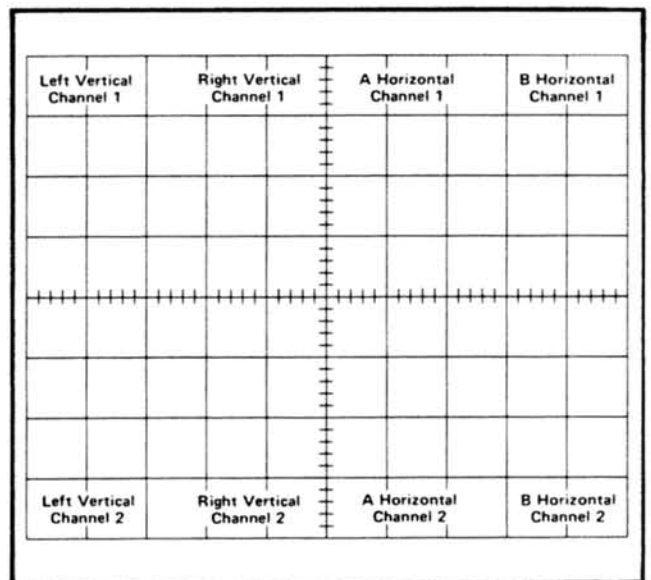 Left Vertical Right Vertical A Horizontal B Horizontal
Channel 1 Channel 1 Channel 1 Channel 1
Left Vertical Right Vertical A Horizontal B Horizontal
Channel 2 Channel 2 Channel 2 Channel 2